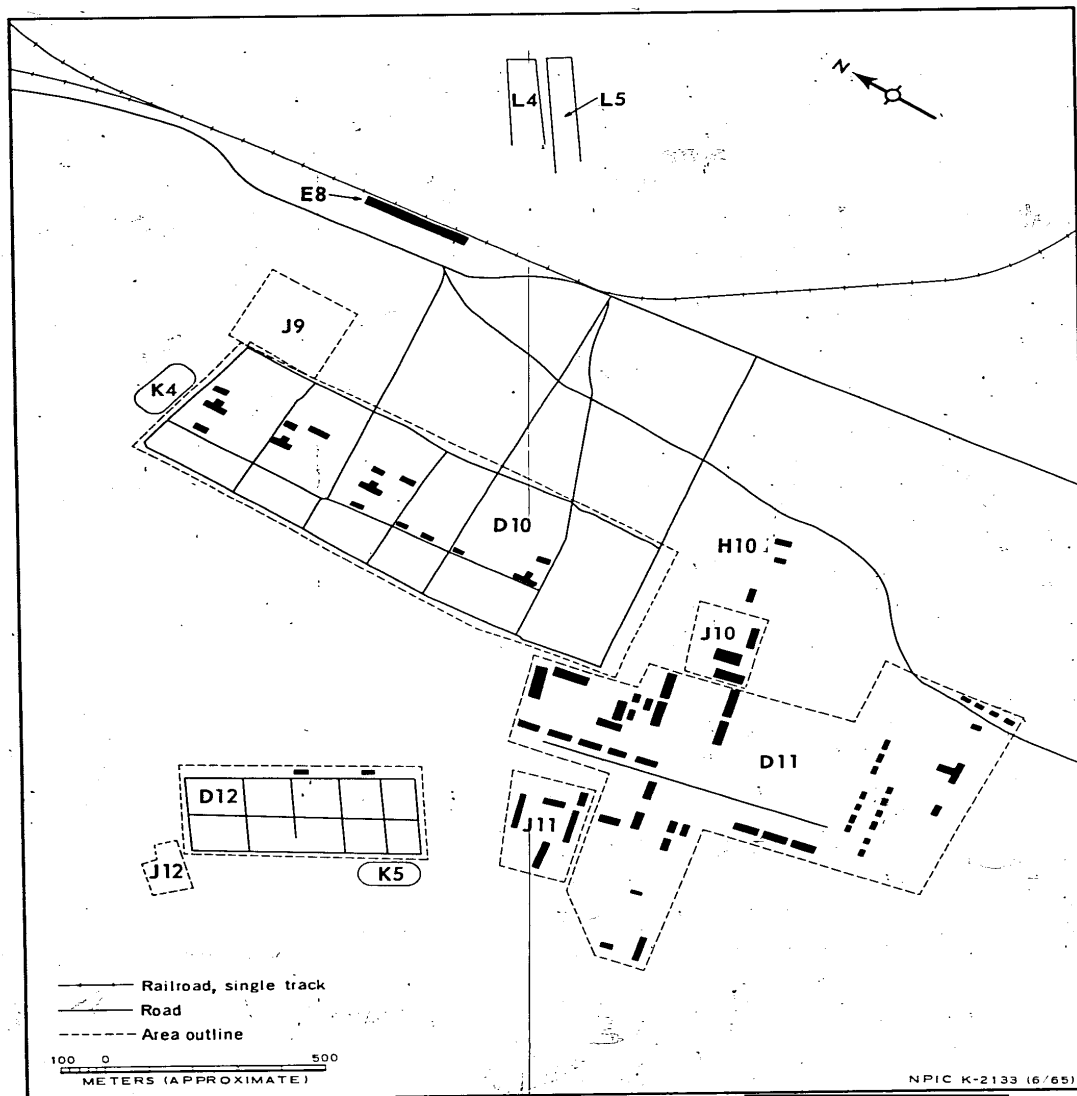 N
L4
L5
E8
J9
K4
D10
H10
J10
D11
D12
J11
J12
K5
Railroad, single track
Road
Area outline
100 0 500
METERS (APPROXIMATE)
NPIC K-2133 (6/65)